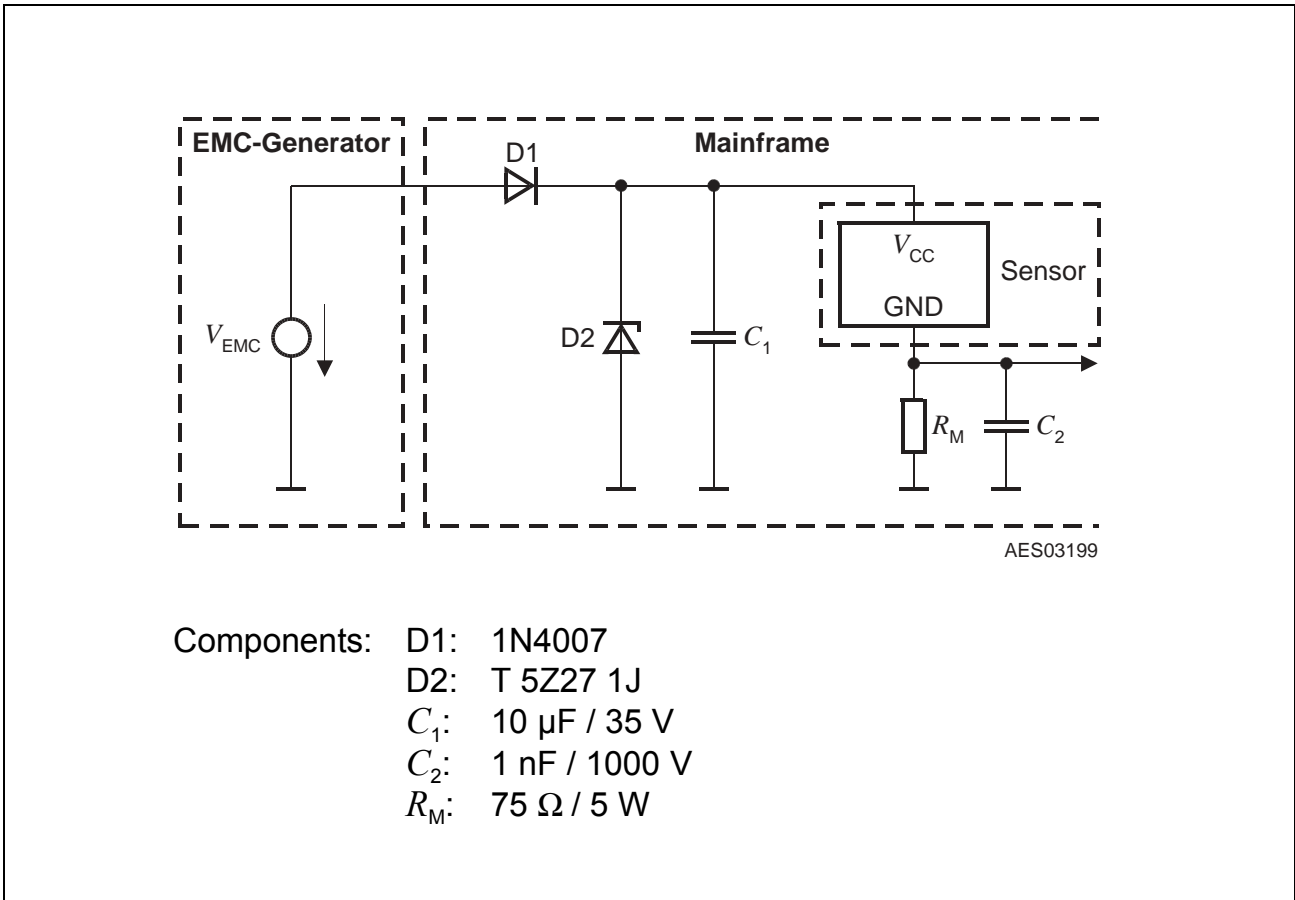 EMC-Generator
Mainframe
D1
V_CC
Sensor
GND
V_EMC
D2
C_1
R_M
C_2
AES03199
Components: D1: 1N4007
D2: T 5Z27 1J
C_1: 10 µF / 35 V
C_2: 1 nF / 1000 V
R_M: 75 Ω / 5 W